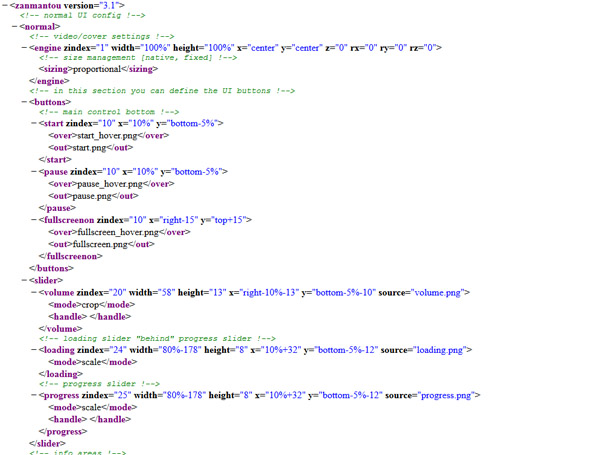 −<zanmantou version="3.1">
<!-- normal UI config !-->
−<normal>
<!-- video/cover settings !-->
−<engine zindex="1" width="100%" height="100%" x="center" y="center" z="0" rx="0" ry="0" rz="0">
<!-- size management [native, fixed] !-->
<sizing>proportional</sizing>
</engine>
<!-- in this section you can define the UI buttons !-->
−<buttons>
<!-- main control bottom !-->
−<start zindex="10" x="10%" y="bottom-5%">
<over>start_hover.png</over>
<out>start.png</out>
</start>
−<pause zindex="10" x="10%" y="bottom-5%">
<over>pause_hover.png</over>
<out>pause.png</out>
</pause>
−<fullscreenon zindex="10" x="right-15" y="top+15">
<over>fullscreen_hover.png</over>
<out>fullscreen.png</out>
</fullscreenon>
</buttons>
−<slider>
−<volume zindex="20" width="58" height="13" x="right-10%-13" y="bottom-5%-10" source="volume.png">
<mode>crop</mode>
<handle> </handle>
</volume>
<!-- loading slider "behind" progress slider !-->
−<loading zindex="24" width="80%-178" height="8" x="10%+32" y="bottom-5%-12" source="loading.png">
<mode>scale</mode>
</loading>
<!-- progress slider !-->
−<progress zindex="25" width="80%-178" height="8" x="10%+32" y="bottom-5%-12" source="progress.png">
<mode>scale</mode>
<handle> </handle>
</progress>
</slider>
<!-- info areas !-->